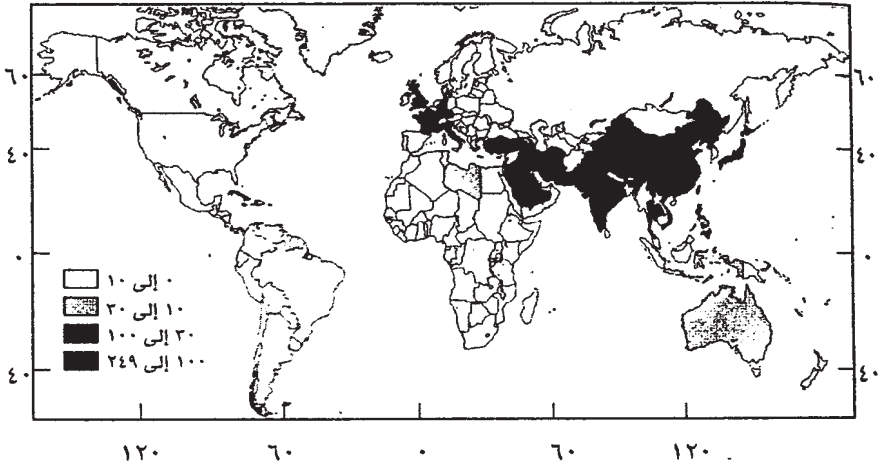 ٦٠ ٦٠
٤٠ ٤٠
٠ ٠
٠ إلى ١٠
١٠ إلى ٣٠
٣٠ إلى ١٠٠
١٠٠ إلى ٢٤٩
٤٠ ٤٠
١٢٠ ٦٠ ٠ ٦٠ ١٢٠